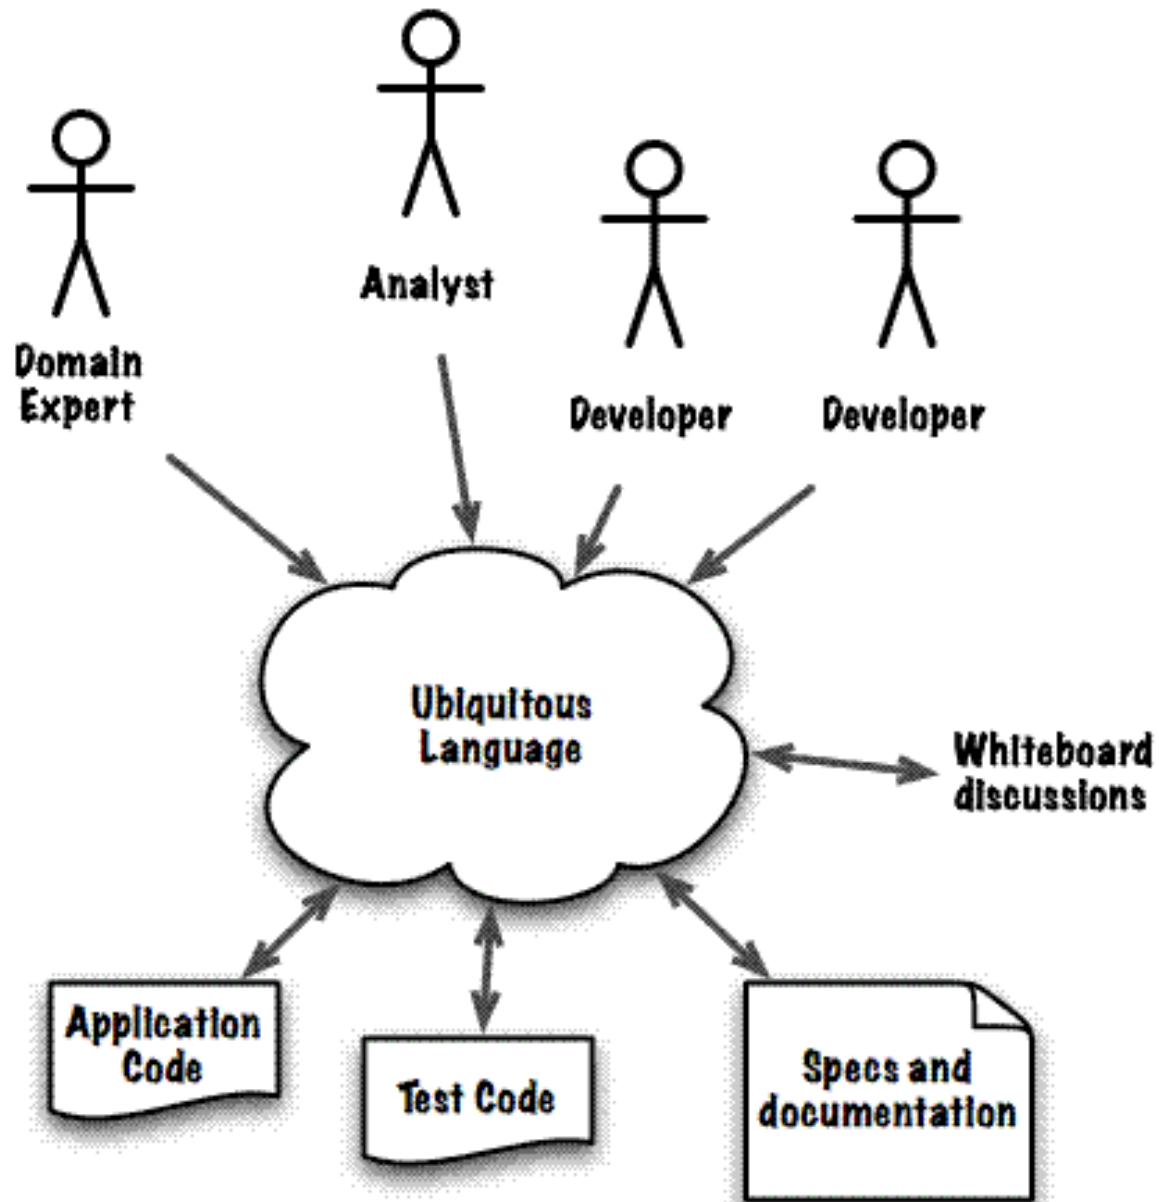 Analyst
Domain
Expert
Developer
Developer
Ubiquitous
Language
Whiteboard
discussions
Application
Code
Test Code
Specs and
documentation